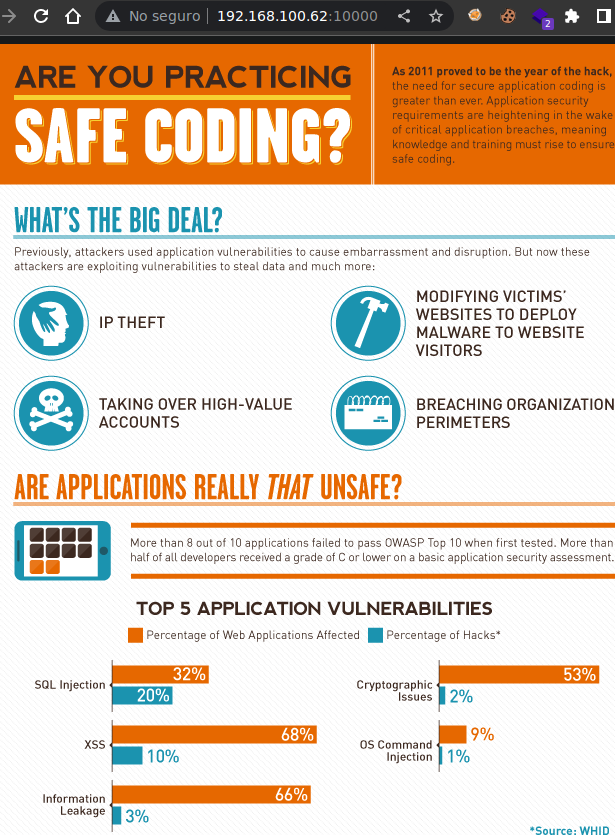 No seguro
192.168.100.62:10000
2
ARE YOU PRACTICING
SAFE CODING?
As 2011 proved to be the year of the hack,
the need for secure application coding is
greater than ever. Application security
requirements are heightening in the wake
of critical application breaches, meaning
knowledge and training must rise to ensure
safe coding.
WHAT'S THE BIG DEAL?
Previously, attackers used application vulnerabilities to cause embarrassment and disruption. But now these
attackers are exploiting vulnerabilities to steal data and much more:
IP THEFT
MODIFYING VICTIMS'
WEBSITES TO DEPLOY
MALWARE TO WEBSITE
VISITORS
TAKING OVER HIGH-VALUE
ACCOUNTS
BREACHING ORGANIZATION
PERIMETERS
ARE APPLICATIONS REALLY THAT UNSAFE?
More than 8 out of 10 applications failed to pass OWASP Top 10 when first tested. More than
half of all developers received a grade of C or lower on a basic application security assessment.
TOP 5 APPLICATION VULNERABILITIES
Percentage of Web Applications Affected
Percentage of Hacks*
SQL Injection
32%
20%
XSS
68%
10%
Information
Leakage
66%
3%
Cryptographic
Issues
53%
2%
OS Command
Injection
9%
1%
*Source: WHID